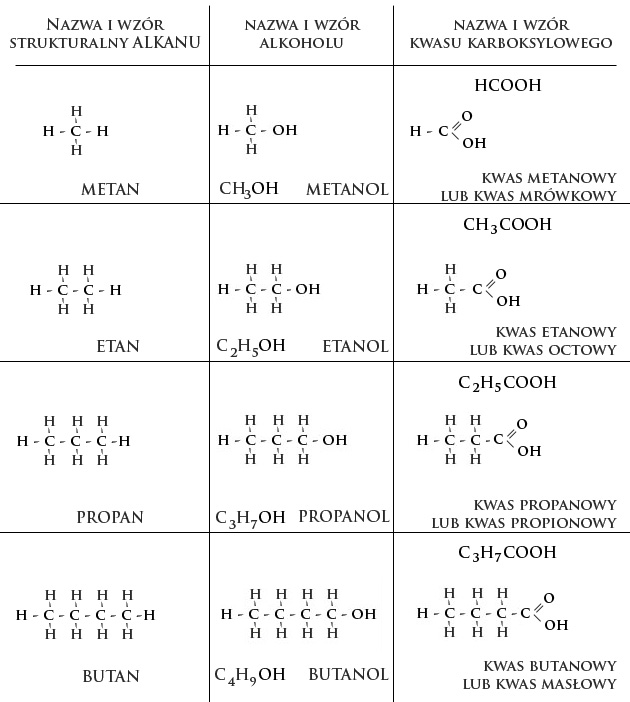 NAZWA I WZÓR
STRUKTURALNY ALKANU
NAZWA I WZÓR
ALKOHOLU
NAZWA I WZÓR
KWASU KARBOKSYLOWEGO
H
H - C - H
H
METAN
H
H - C - OH
H
CH3OH METANOL
HCOOH
O
H - C
OH
KWAS METANOWY
LUB KWAS MRÓWKOWY
H H
H - C - C - H
H H
ETAN
H H
H - C - C - OH
H H
C2H5OH ETANOL
CH3COOH
H O
H - C - C
H OH
KWAS ETANOWY
LUB KWAS OCTOWY
H H H
H - C - C - C - H
H H H
PROPAN
H H H
H - C - C - C - OH
H H H
C3H7OH PROPANOL
C2H5COOH
H H O
H - C - C - C
H H OH
KWAS PROPANOWY
LUB KWAS PROPIONOWY
H H H H
H - C - C - C - C - H
H H H H
BUTAN
H H H H
H - C - C - C - C - OH
H H H H
C4H9OH BUTANOL
C3H7COOH
H H H O
H - C - C - C - C
H H H OH
KWAS BUTANOWY
LUB KWAS MASŁOWY